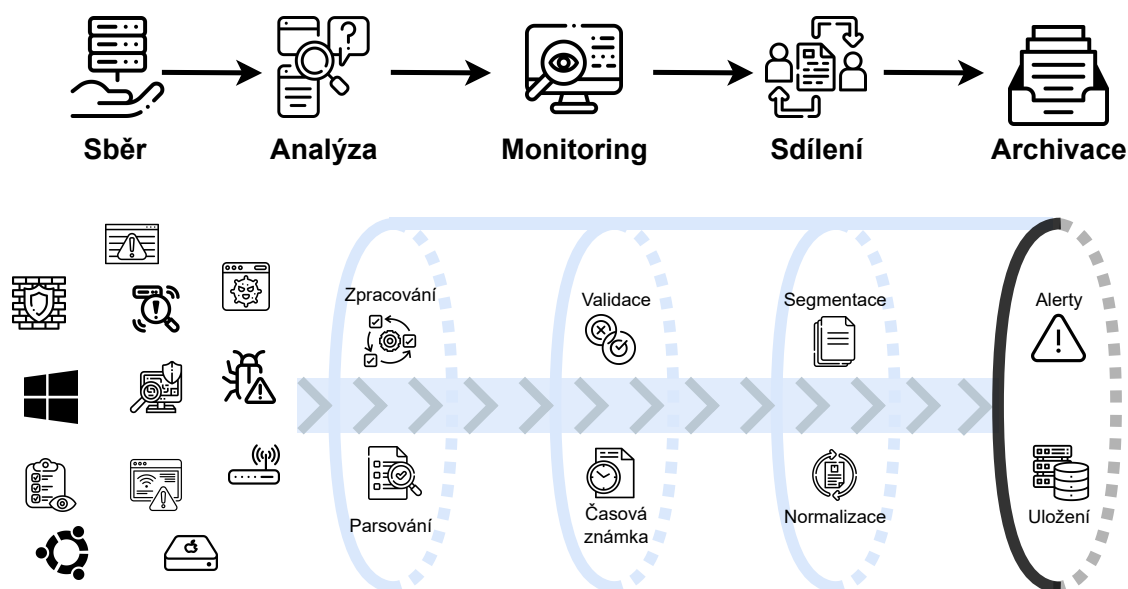 Sběr
Analýza
Monitoring
Sdílení
Archivace
Zpracování
Validace
Segmentace
Alerty
Parsování
Časová
známka
Normalizace
Uložení